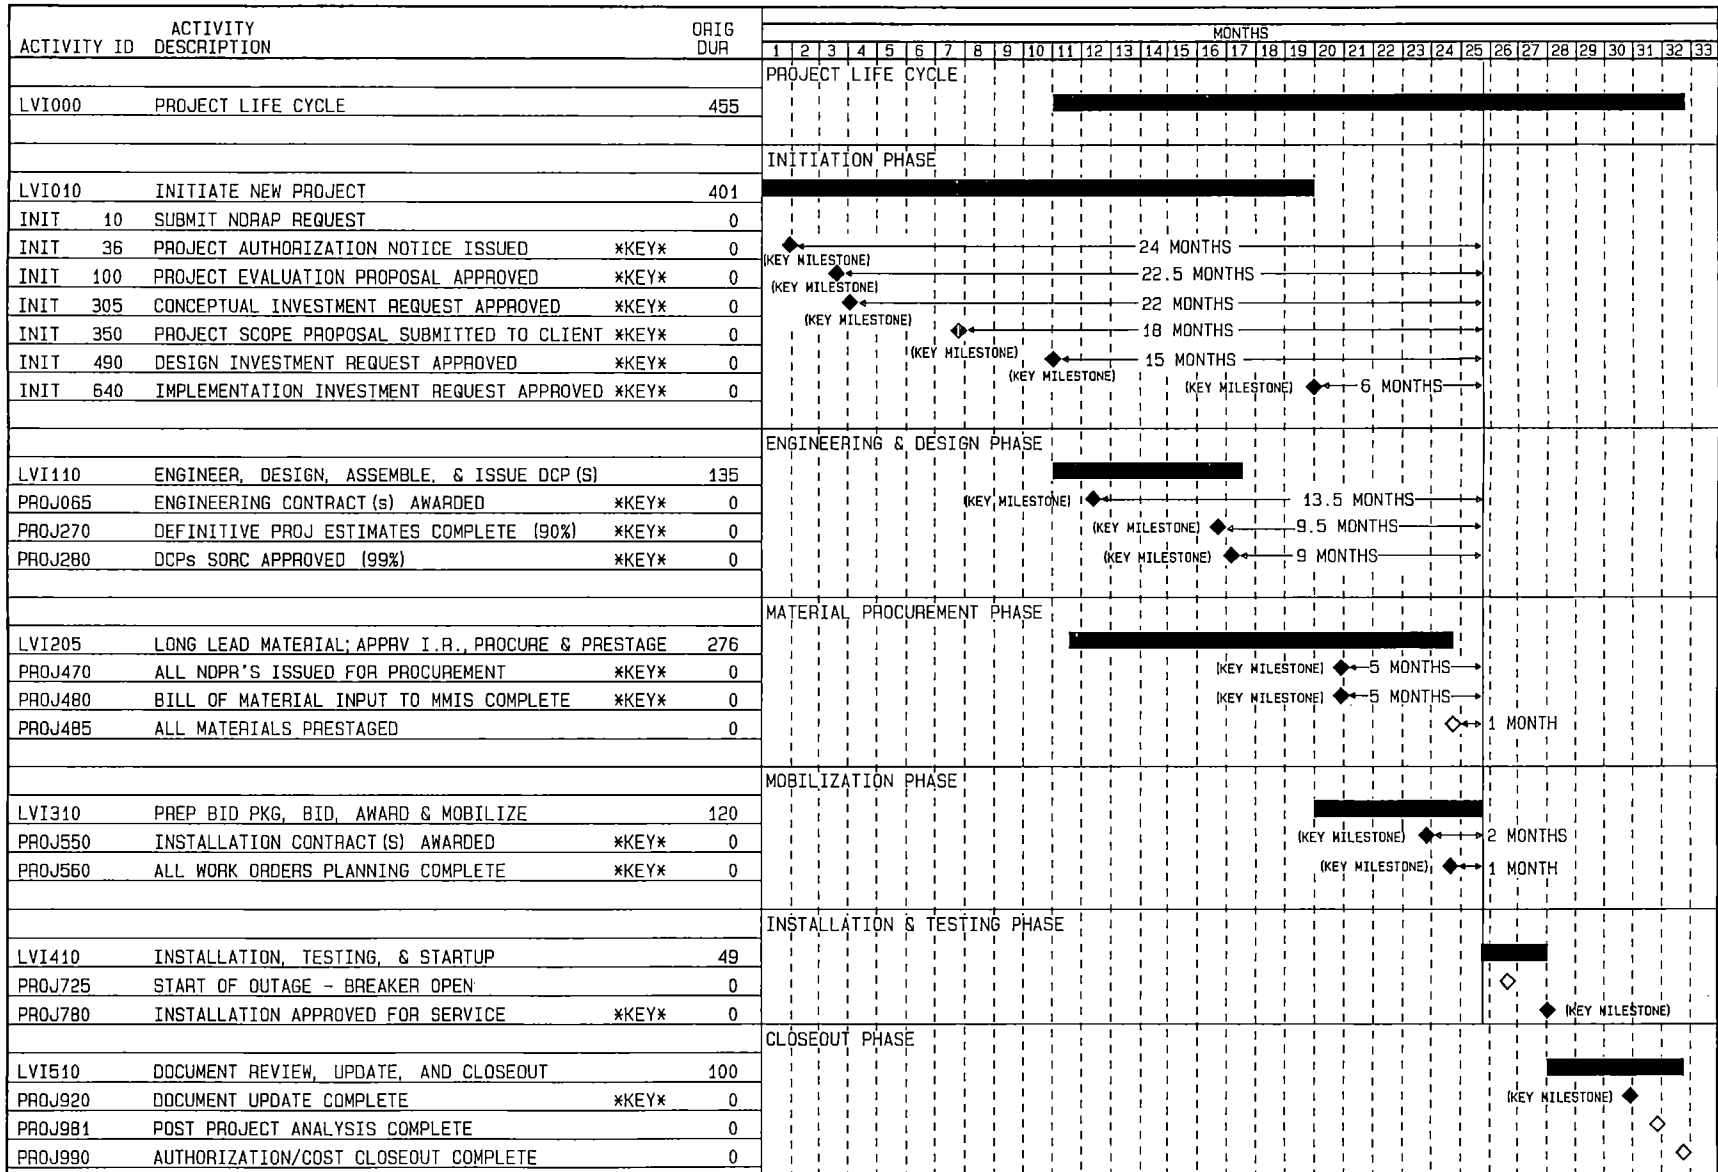 ACTIVITY ID ACTIVITY DESCRIPTION ORIG DUR
MONTHS
1 2 3 4 5 6 7 8 9 10 11 12 13 14 15 16 17 18 19 20 21 22 23 24 25 26 27 28 29 30 31 32 33
PROJECT LIFE CYCLE
LVI000 PROJECT LIFE CYCLE 455
INITIATION PHASE
LVI010 INITIATE NEW PROJECT 401
INIT 10 SUBMIT NDRAP REQUEST 0
INIT 36 PROJECT AUTHORIZATION NOTICE ISSUED *KEY* 0 24 MONTHS
(KEY MILESTONE)
INIT 100 PROJECT EVALUATION PROPOSAL APPROVED *KEY* 0 22.5 MONTHS
(KEY MILESTONE)
INIT 305 CONCEPTUAL INVESTMENT REQUEST APPROVED *KEY* 0 22 MONTHS
(KEY MILESTONE)
INIT 350 PROJECT SCOPE PROPOSAL SUBMITTED TO CLIENT *KEY* 0 18 MONTHS
(KEY MILESTONE)
INIT 490 DESIGN INVESTMENT REQUEST APPROVED *KEY* 0 15 MONTHS
(KEY MILESTONE)
INIT 640 IMPLEMENTATION INVESTMENT REQUEST APPROVED *KEY* 0 (KEY MILESTONE) 6 MONTHS
ENGINEERING & DESIGN PHASE
LVI110 ENGINEER, DESIGN, ASSEMBLE, & ISSUE DCP(S) 135
PROJ065 ENGINEERING CONTRACT(s) AWARDED *KEY* 0 (KEY MILESTONE) 13.5 MONTHS
PROJ270 DEFINITIVE PROJ ESTIMATES COMPLETE (90%) *KEY* 0 (KEY MILESTONE) 9.5 MONTHS
PROJ280 DCPs SORC APPROVED (99%) *KEY* 0 (KEY MILESTONE) 9 MONTHS
MATERIAL PROCUREMENT PHASE
LVI205 LONG LEAD MATERIAL; APPRV I.R., PROCURE & PRESTAGE 276
PROJ470 ALL NDPR'S ISSUED FOR PROCUREMENT *KEY* 0 (KEY MILESTONE) 5 MONTHS
PROJ480 BILL OF MATERIAL INPUT TO MMIS COMPLETE *KEY* 0 (KEY MILESTONE) 5 MONTHS
PROJ485 ALL MATERIALS PRESTAGED 0 1 MONTH
MOBILIZATION PHASE
LVI310 PREP BID PKG, BID, AWARD & MOBILIZE 120
PROJ550 INSTALLATION CONTRACT(S) AWARDED *KEY* 0 (KEY MILESTONE) 2 MONTHS
PROJ560 ALL WORK ORDERS PLANNING COMPLETE *KEY* 0 (KEY MILESTONE) 1 MONTH
INSTALLATION & TESTING PHASE
LVI410 INSTALLATION, TESTING, & STARTUP 49
PROJ725 START OF OUTAGE - BREAKER OPEN 0
PROJ780 INSTALLATION APPROVED FOR SERVICE *KEY* 0 (KEY MILESTONE)
CLOSEOUT PHASE
LVI510 DOCUMENT REVIEW, UPDATE, AND CLOSEOUT 100
PROJ920 DOCUMENT UPDATE COMPLETE *KEY* 0 (KEY MILESTONE)
PROJ981 POST PROJECT ANALYSIS COMPLETE 0
PROJ990 AUTHORIZATION/COST CLOSEOUT COMPLETE 0